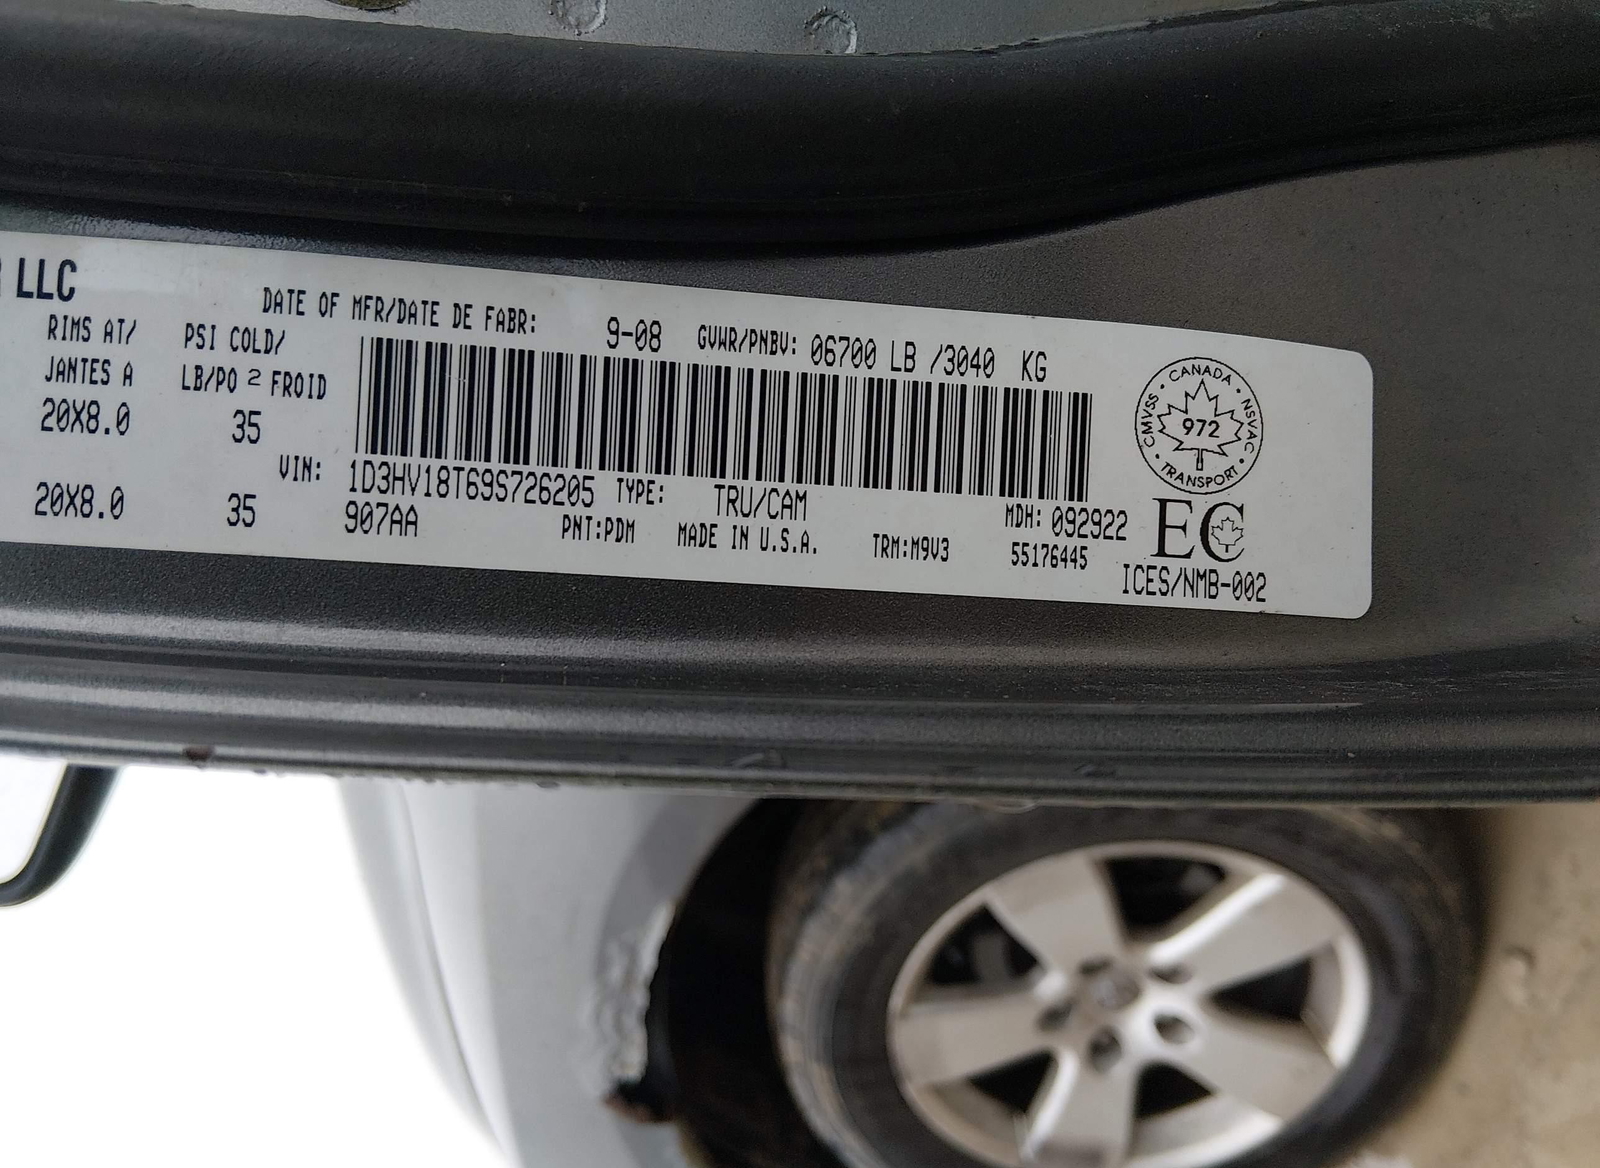 LLC
DATE OF MFR/DATE DE FABR: 9-08 GVWR/PNBV: 06700 LB /3040 KG
RIMS AT/ PSI COLD/
JANTES A LB/PO 2 FROID
20X8.0 35
VIN: 1D3HV18T69S726205 TYPE: TRU/CAM MDH: 092922
20X8.0 35 907AA PNT:PDM MADE IN U.S.A. TRM:M9V3 55176445
CANADA
CMVSS 972 NSVAC
TRANSPORT
EC
ICES/NMB-002